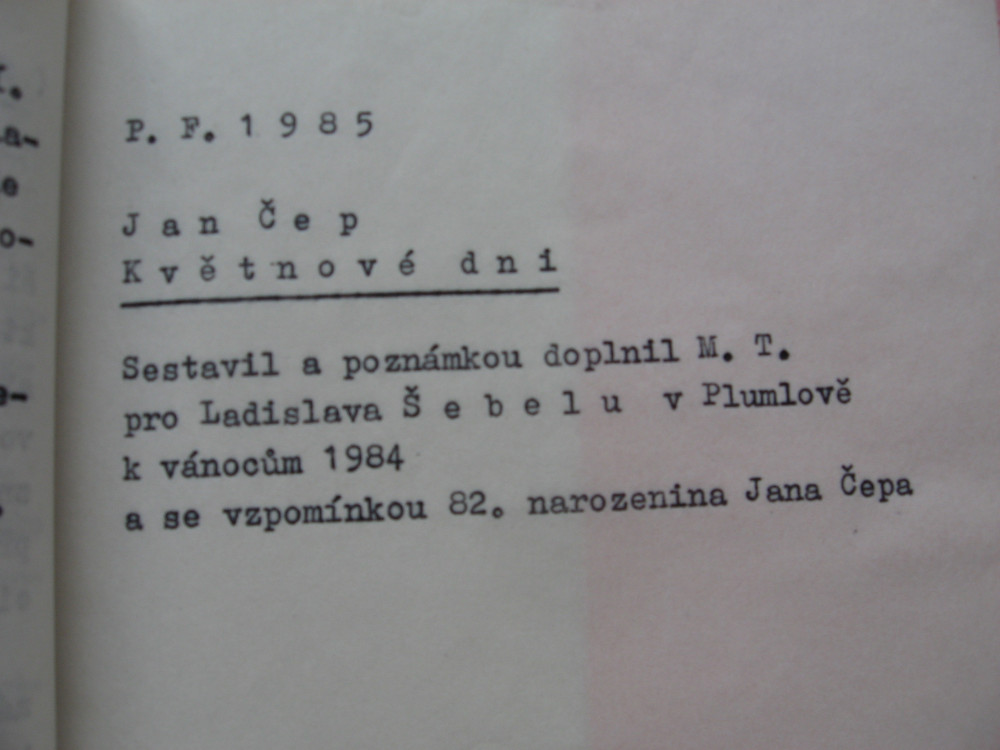 P. F. 1 9 8 5
J a n Č e p
K v ě t n o v é d n i
Sestavil a poznámkou doplnil M. T.
pro Ladislava Š e b e l u v Plumlově
k vánocům 1984
a se vzpomínkou 82. narozenina Jana Čepa